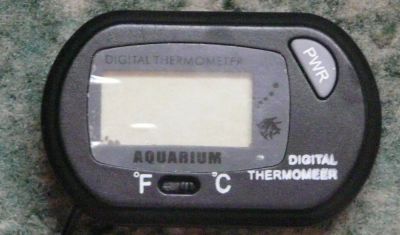 DIGITAL THERMOMETER
PWR
AQUARIUM
°F °C
DIGITAL
THERMOMEER